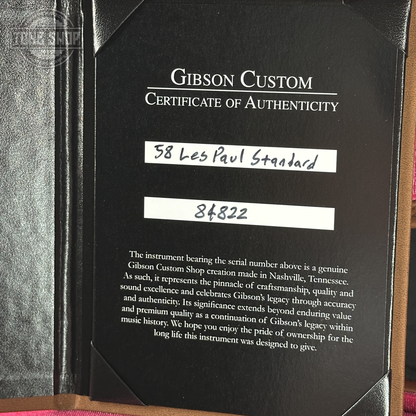 TONE SHOP
GIBSON CUSTOM
CERTIFICATE OF AUTHENTICITY
58 Les Paul Standard
84822
The instrument bearing the serial number above is a genuine
Gibson Custom Shop creation made in Nashville, Tennessee.
As such, it represents the pinnacle of craftsmanship, quality and
sound excellence and celebrates Gibson's legacy through accuracy
and authenticity. Its significance extends beyond enduring value
and premium quality as a continuation of Gibson's legacy within
music history. We hope you enjoy the pride of ownership for the
long life this instrument was designed to give.